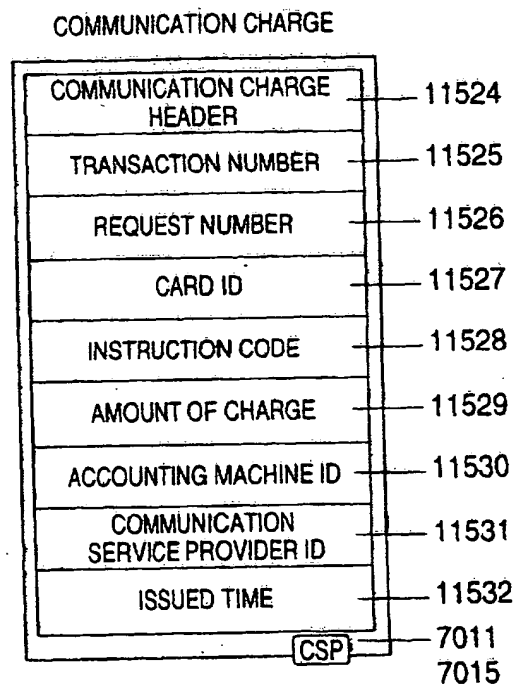 COMMUNICATION CHARGE
COMMUNICATION CHARGE
HEADER
11524
TRANSACTION NUMBER
11525
REQUEST NUMBER
11526
CARD ID
11527
INSTRUCTION CODE
11528
AMOUNT OF CHARGE
11529
ACCOUNTING MACHINE ID
11530
COMMUNICATION
SERVICE PROVIDER ID
11531
ISSUED TIME
11532
CSP
7011
7015